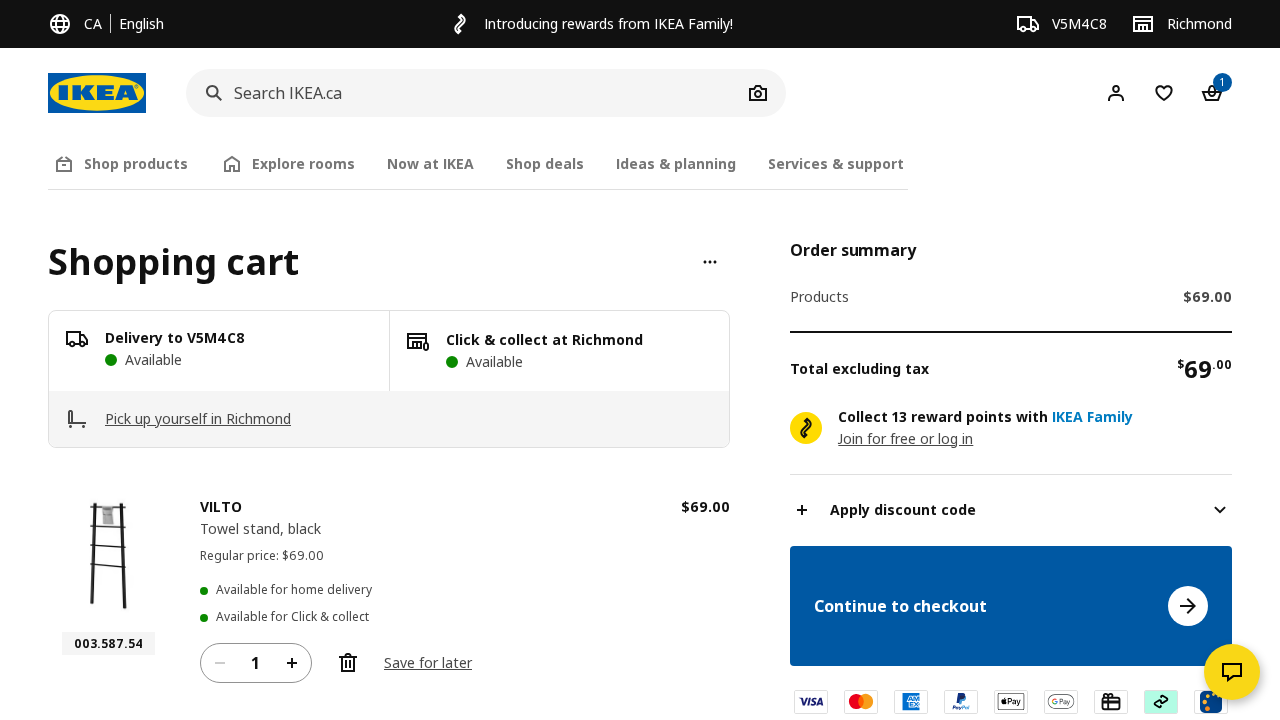 CA English
Introducing rewards from IKEA Family!
V5M4C8
Richmond
IKEA
Search IKEA.ca
1
Shop products
Explore rooms
Now at IKEA
Shop deals
Ideas & planning
Services & support
Shopping cart
Delivery to V5M4C8
Available
Click & collect at Richmond
Available
Pick up yourself in Richmond
VILTO
$69.00
Towel stand, black
Regular price: $69.00
Available for home delivery
Available for Click & collect
003.587.54
1
Save for later
Order summary
Products $69.00
Total excluding tax $69.00
Collect 13 reward points with IKEA Family
Join for free or log in
Apply discount code
Continue to checkout
VISA
AMEX
PayPal
Apple Pay
G Pay